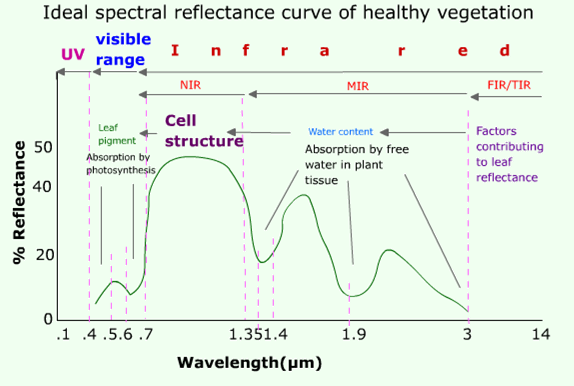 Ideal spectral reflectance curve of healthy vegetation
UV
visible
range
I n f r a r e d
NIR
MIR
FIR/TIR
Leaf
pigment
Cell
structure
Water content
Factors
contributing
to leaf
reflectance
Absorption by
photosynthesis
Absorption by free
water in plant
tissue
% Reflectance
50
40
20
0
.1 .4 .5.6 .7 1.351.4 1.9 3 14
Wavelength(µm)